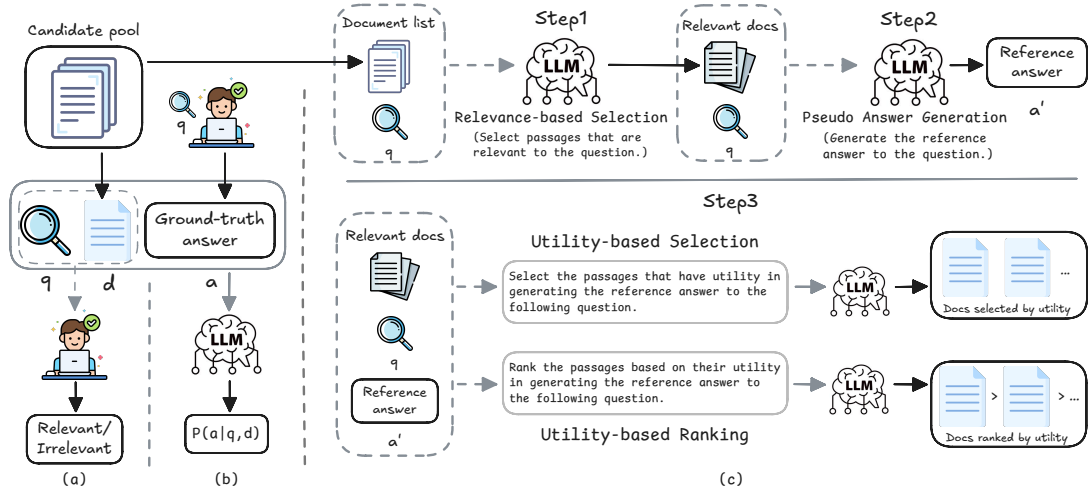 Candidate pool
q
Ground-truth
answer
q
d
a
LLM
Relevant/
Irrelevant
P(a|q,d)
(a)
(b)
Document list
q
Step1
LLM
Relevance-based Selection
(Select passages that are
relevant to the question.)
Relevant docs
q
Step2
LLM
Pseudo Answer Generation
(Generate the reference
answer to the question.)
Reference
answer
a'
Step3
Relevant docs
q
Reference
answer
a'
Utility-based Selection
Select the passages that have utility in
generating the reference answer to the
following question.
LLM
...
Docs selected by utility
Rank the passages based on their utility
in generating the reference answer to
the following question.
Utility-based Ranking
LLM
> > ...
Docs ranked by utility
(c)